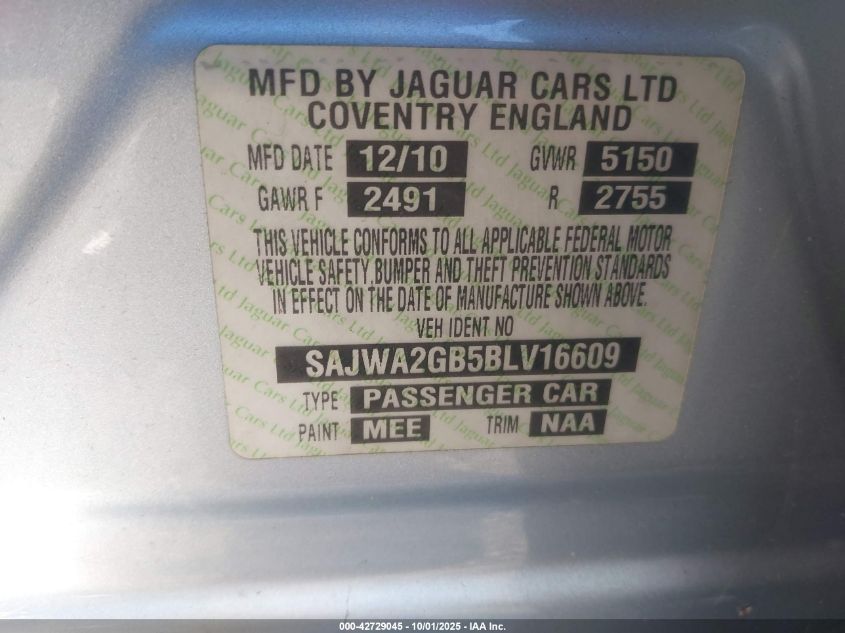 MFD BY JAGUAR CARS LTD
COVENTRY ENGLAND
MFD DATE 12/10 GVWR 5150
GAWR F 2491 R 2755
THIS VEHICLE CONFORMS TO ALL APPLICABLE FEDERAL MOTOR
VEHICLE SAFETY BUMPER AND THEFT PREVENTION STANDARDS
IN EFFECT ON THE DATE OF MANUFACTURE SHOWN ABOVE.
VEH IDENT NO
SAJWA2GB5BLV16609
TYPE PASSENGER CAR
PAINT MEE TRIM NAA
000-42729045 - 10/01/2025 - IAA Inc.